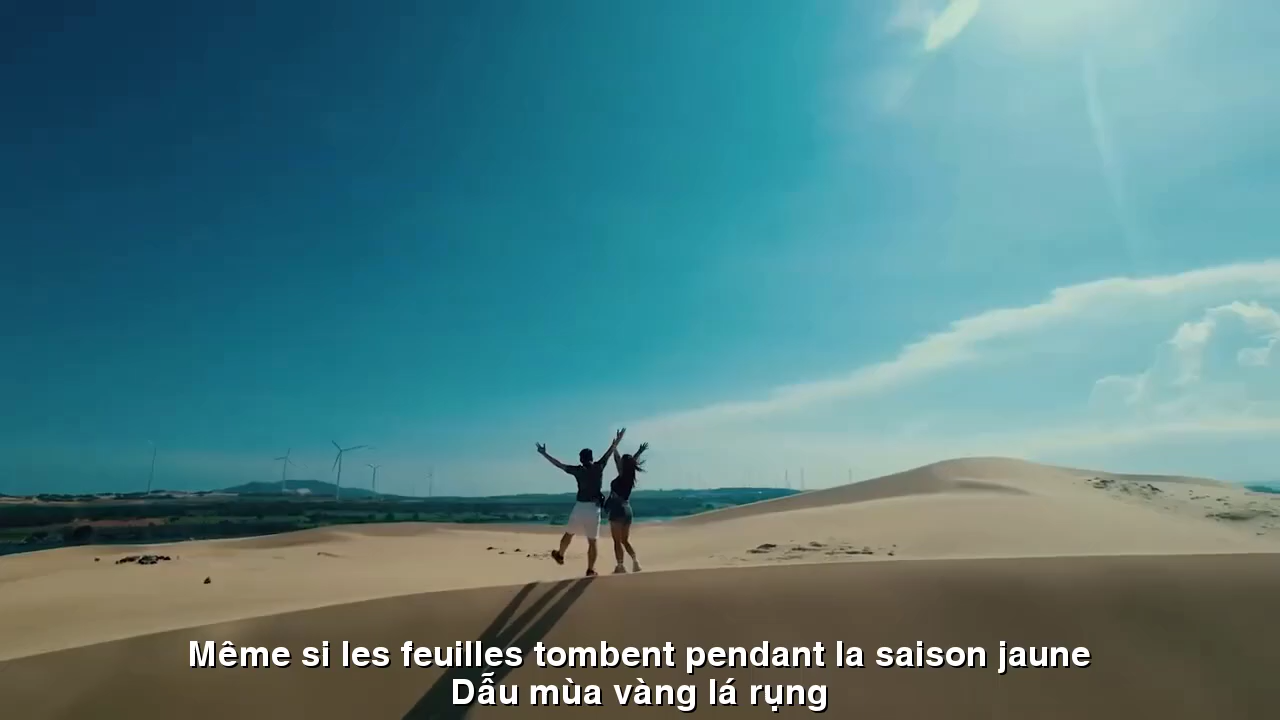 Même si les feuilles tombent pendant la saison jaune
Dẫu mùa vàng lá rụng